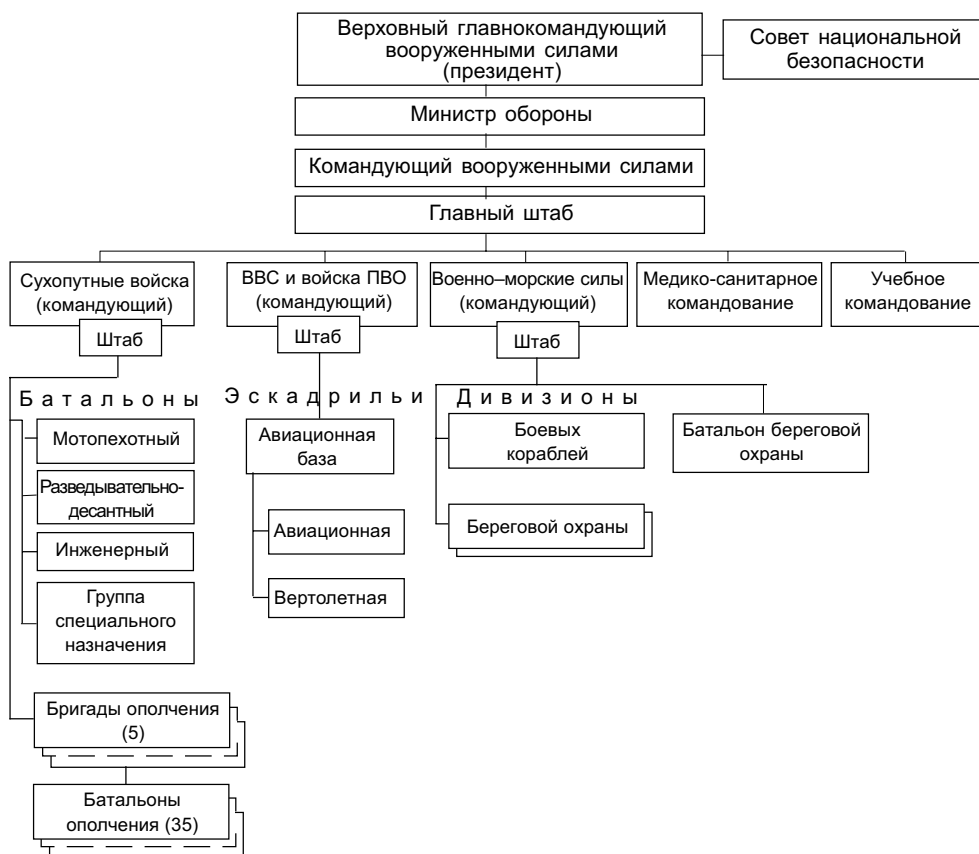 Верховный главнокомандующий
вооруженными силами
(президент)
Совет национальной
безопасности
Министр обороны
Командующий вооруженными силами
Главный штаб
Сухопутные войска
(командующий)
Штаб
ВВС и войска ПВО
(командующий)
Штаб
Военно–морские силы
(командующий)
Штаб
Медико-санитарное
командование
Учебное
командование
Батальоны
Мотопехотный
Разведывательно-
десантный
Инженерный
Группа
специального
назначения
Бригады ополчения
(5)
Батальоны
ополчения (35)
Эскадрильи
Авиационная
база
Авиационная
Вертолетная
Дивизионы
Боевых
кораблей
Береговой охраны
Батальон береговой
охраны